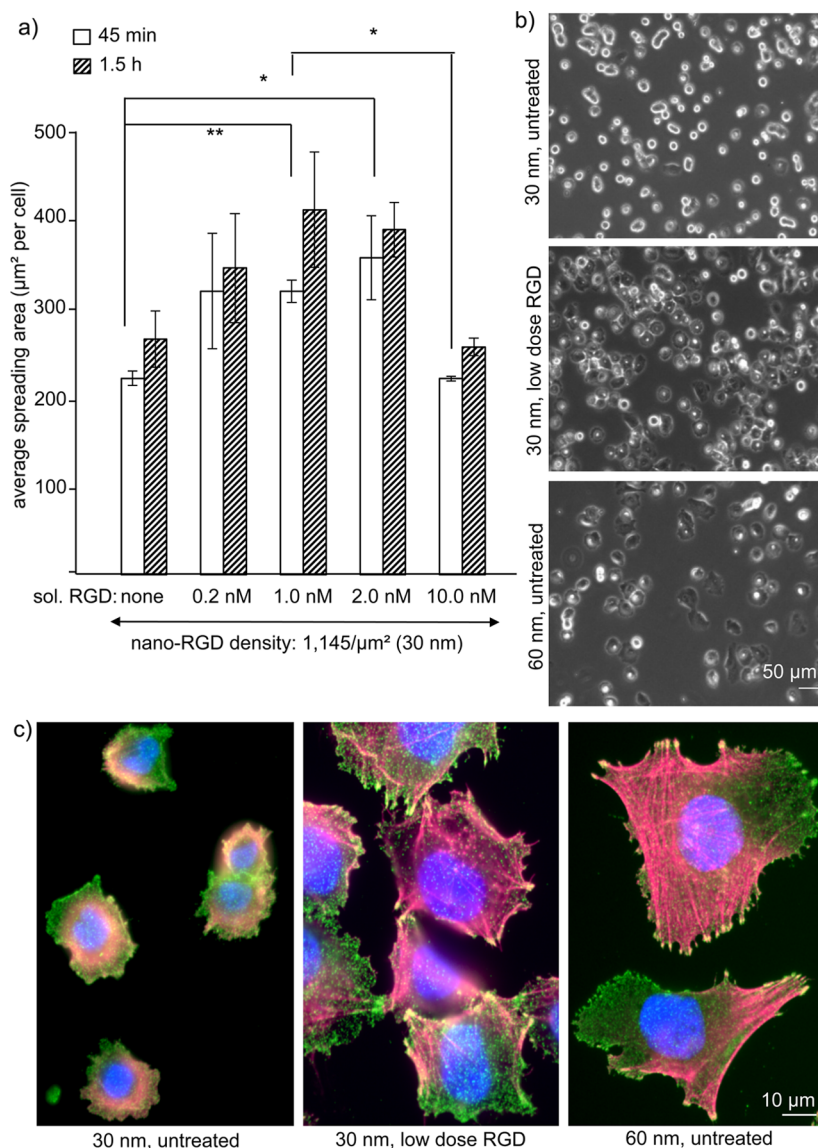 a)
45 min
1.5 h
*
*
**
average spreading area (µm² per cell)
500
400
300
200
100
sol. RGD: none 0.2 nM 1.0 nM 2.0 nM 10.0 nM
nano-RGD density: 1,145/µm² (30 nm)
b)
30 nm, untreated
30 nm, low dose RGD
60 nm, untreated
50 µm
c)
10 µm
30 nm, untreated
30 nm, low dose RGD
60 nm, untreated